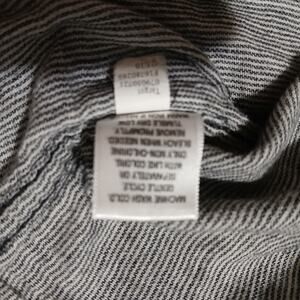 MACHINE WASH COLD,
GENTLE CYCLE,
SEPARATELY OR
WITH LIKE COLORS.
ONLY NON-CHLORINE
BLEACH WHEN NEEDED.
REMOVE PROMPTLY.
TUMBLE DRY LOW
Target